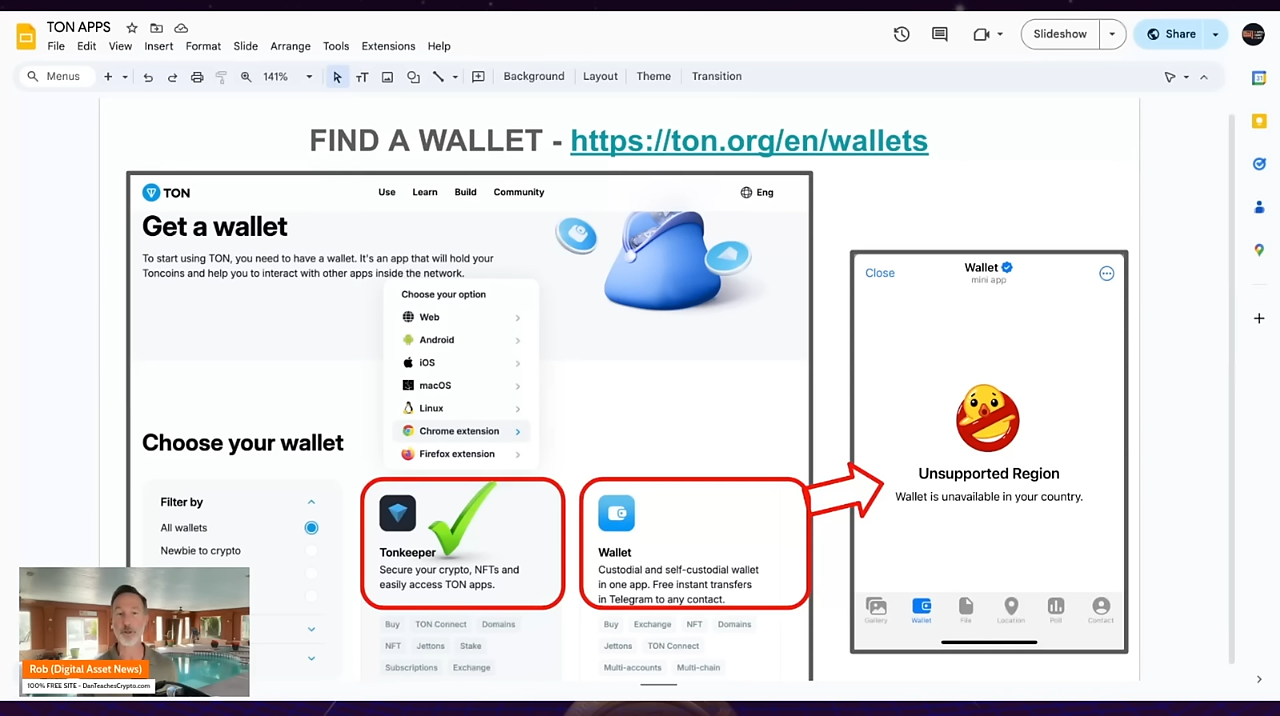 TON APPS
File Edit View Insert Format Slide Arrange Tools Extensions Help
Slideshow
Share
Menus
141%
Background Layout Theme Transition
FIND A WALLET - https://ton.org/en/wallets
TON
Use Learn Build Community
Eng
Get a wallet
To start using TON, you need to have a wallet. It's an app that will hold your
Toncoins and help you to interact with other apps inside the network.
Choose your option
Web
Android
iOS
macOS
Linux
Chrome extension
Firefox extension
Choose your wallet
Filter by
All wallets
Newbie to crypto
Tonkeeper
Secure your crypto, NFTs and
easily access TON apps.
Buy TON Connect Domains
NFT Jettons Stake
Subscriptions Exchange
Wallet
Custodial and self-custodial wallet
in one app. Free instant transfers
in Telegram to any contact.
Buy Exchange NFT Domains
Jettons TON Connect
Multi-accounts Multi-chain
Close
Wallet
mini app
Unsupported Region
Wallet is unavailable in your country.
Gallery Wallet File Location Poll Contact
Rob (Digital Asset News)
100% FREE SITE - DanTeachesCrypto.com